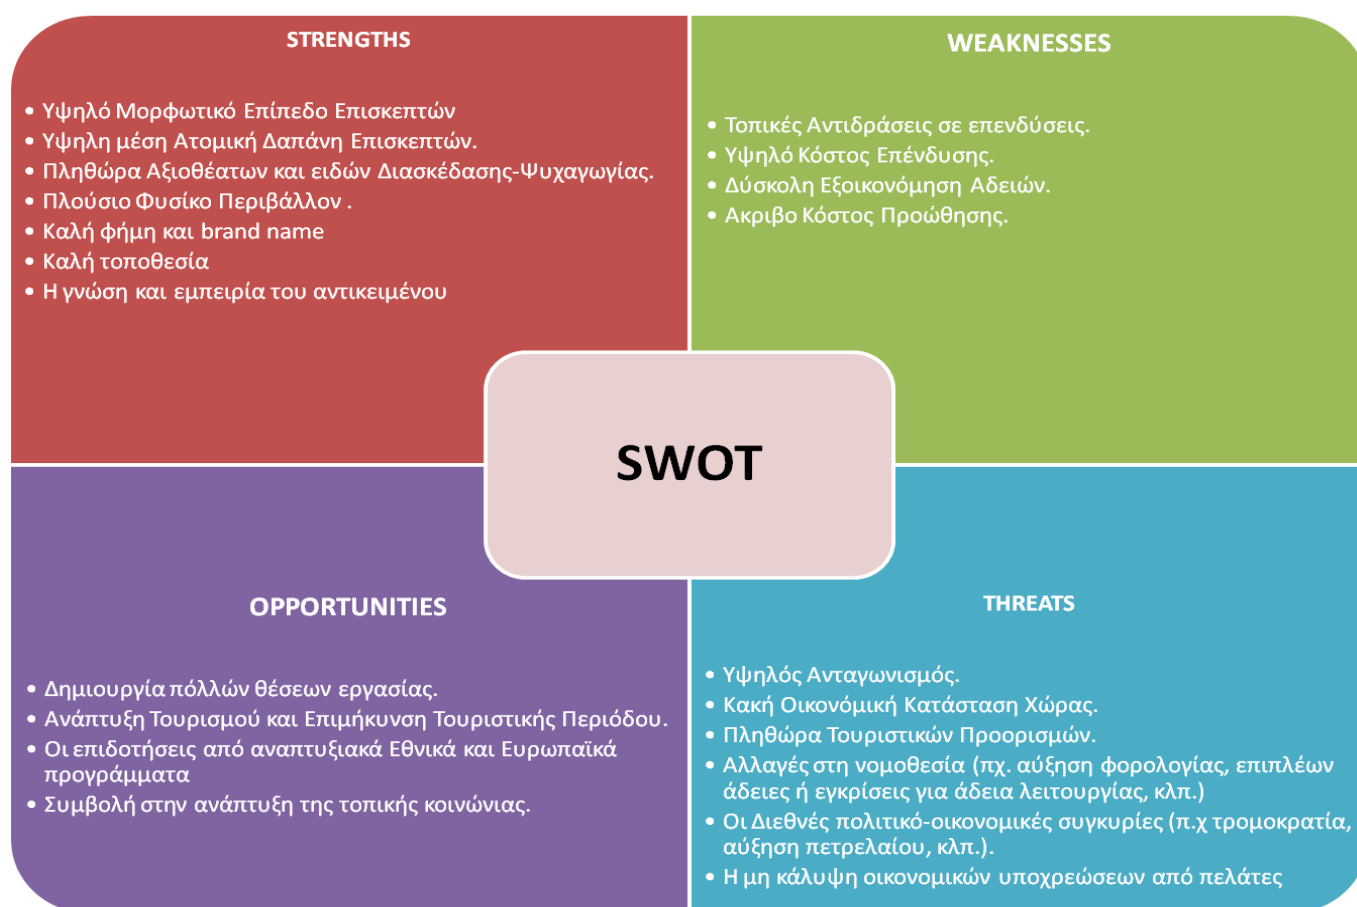 STRENGTHS
• Υψηλό Μορφωτικό Επίπεδο Επισκεπτών
• Υψηλη μέση Ατομική Δαπάνη Επισκεπτών.
• Πληθώρα Αξιοθέατων και ειδών Διασκέδασης-Ψυχαγωγίας.
• Πλούσιο Φυσίκο Περιβάλλον .
• Καλή φήμη και brand name
• Καλή τοποθεσία
• Η γνώση και εμπειρία του αντικειμένου
WEAKNESSES
• Τοπικές Αντιδράσεις σε επενδύσεις.
• Υψηλό Κόστος Επένδυσης.
• Δύσκολη Εξοικονόμηση Αδειών.
• Ακριβο Κόστος Προώθησης.
SWOT
OPPORTUNITIES
• Δημιουργία πόλλών θέσεων εργασίας.
• Ανάπτυξη Τουρισμού και Επιμήκυνση Τουριστικής Περιόδου.
• Οι επιδοτήσεις από αναπτυξιακά Εθνικά και Ευρωπαϊκά
προγράμματα
• Συμβολή στην ανάπτυξη της τοπικής κοινώνιας.
THREATS
• Υψηλός Ανταγωνισμός.
• Κακή Οικονόμική Κατάσταση Χώρας.
• Πληθώρα Τουριστικών Προορισμών.
• Αλλαγές στη νομοθεσία (πχ. αύξηση φορολογίας, επιπλέων
άδειες ή εγκρίσεις για άδεια λειτουργίας, κλπ.)
• Οι Διεθνές πολιτικό-οικονομικές συγκυρίες (π.χ τρομοκρατία,
αύξηση πετρελαίου, κλπ.).
• Η μη κάλυψη οικονομικών υποχρεώσεων από πελάτες